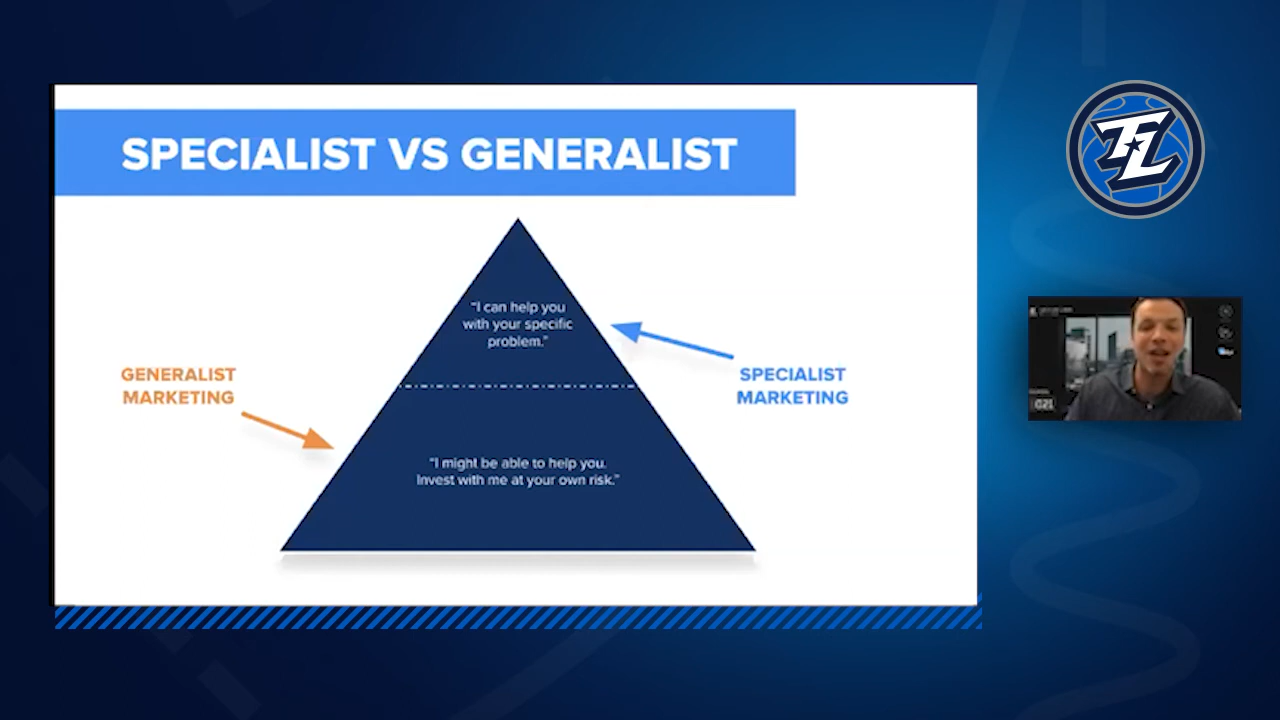 SPECIALIST VS GENERALIST
"I can help you
with your specific
problem."
GENERALIST
MARKETING
SPECIALIST
MARKETING
"I might be able to help you.
Invest with me at your own risk."
TL